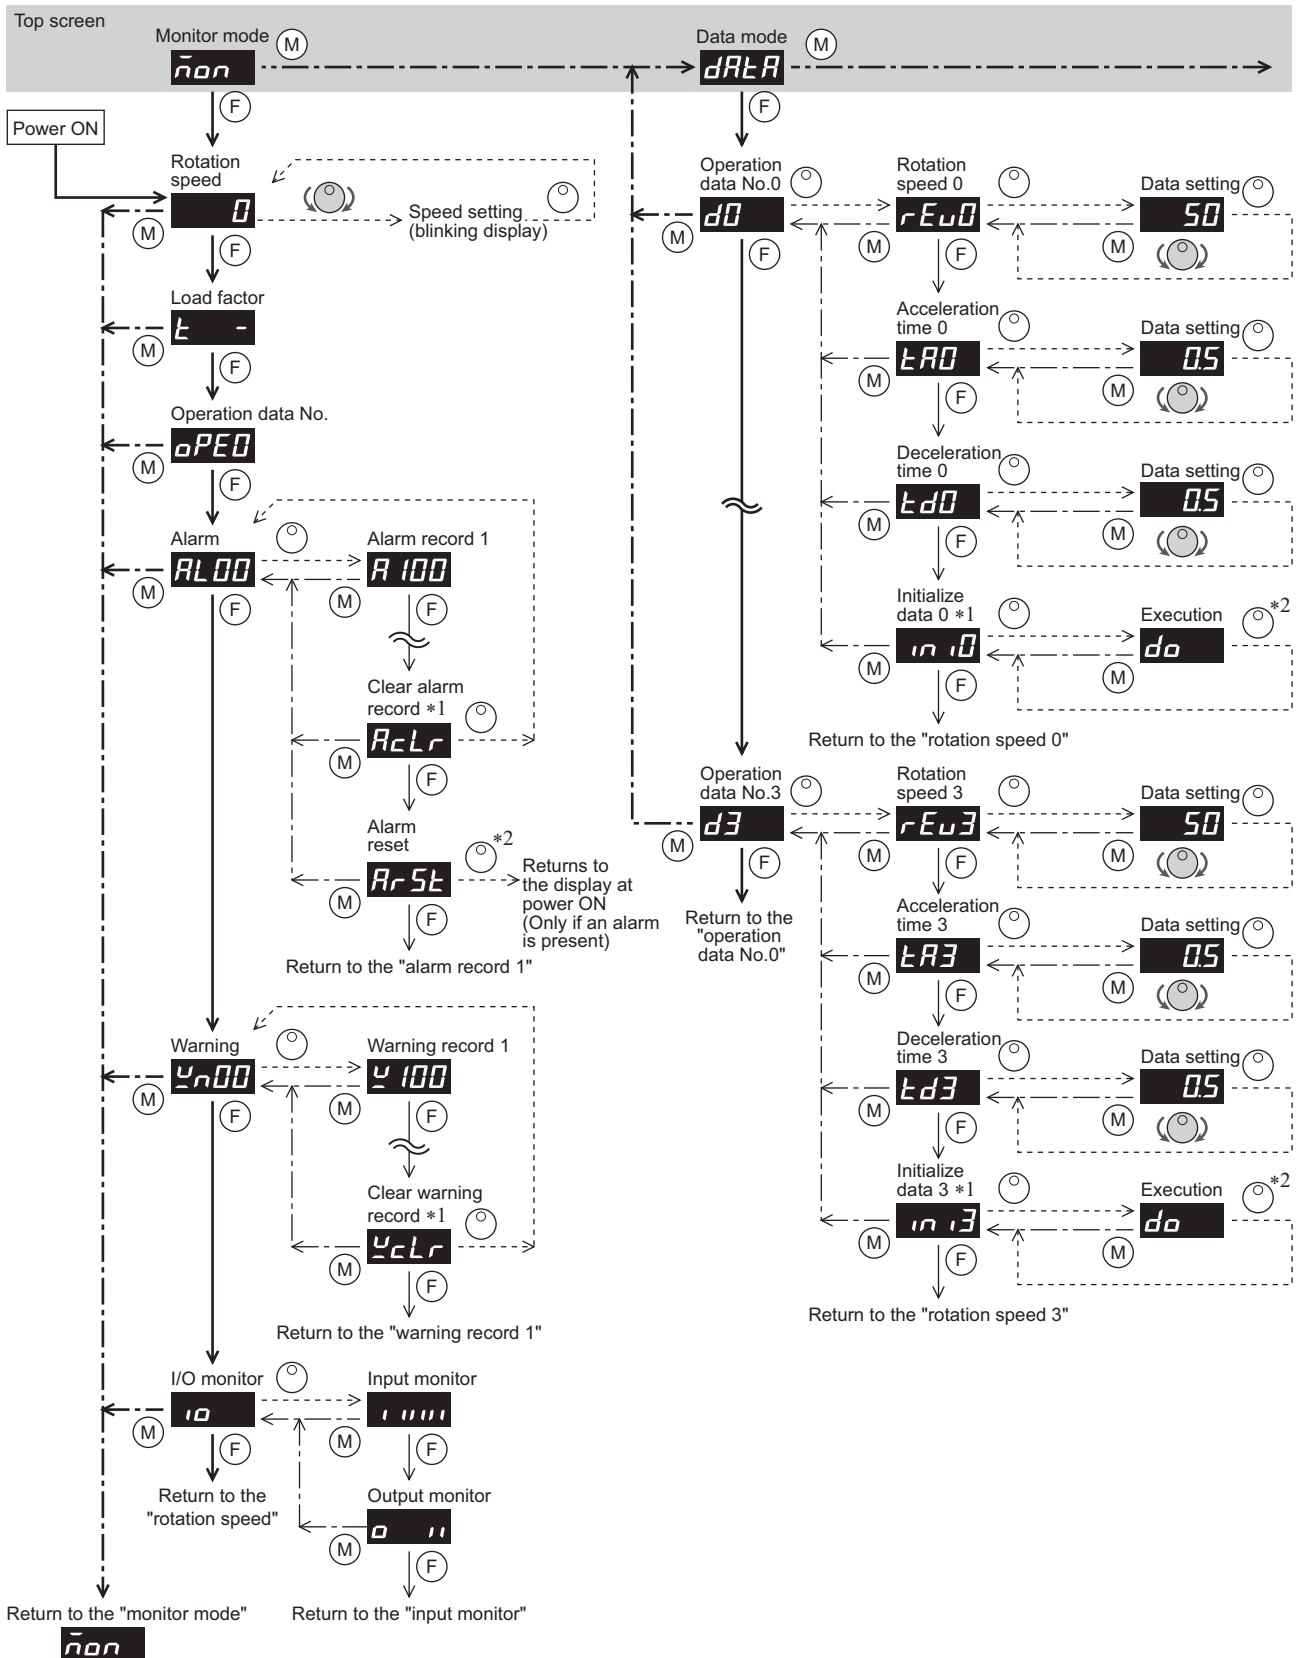 Top screen
Monitor mode
M
mon
F
Power ON
Rotation
speed
0
M
F
Speed setting
(blinking display)
Load factor
t -
M
F
Operation data No.
oPE0
M
F
Alarm
AL00
M
F
Alarm record 1
A 100
M
F
Clear alarm
record *1
AcLr
M
F
Alarm
reset
*2
ArSt
M
F
Returns to
the display at
power ON
(Only if an alarm
is present)
Return to the "alarm record 1"
Warning
Wn00
M
F
Warning record 1
W 100
M
F
Clear warning
record *1
WcLr
M
F
Return to the "warning record 1"
I/O monitor
io
M
F
Return to the
"rotation speed"
Input monitor
M
F
Output monitor
M
F
Return to the "input monitor"
Return to the "monitor mode"
mon
Data mode
M
dAtA
F
Operation
data No.0
d0
M
F
Rotation
speed 0
rEv0
M
F
Data setting
50
M
Acceleration
time 0
tA0
M
F
Data setting
0.5
M
Deceleration
time 0
td0
M
F
Data setting
0.5
M
Initialize
data 0 *1
ini0
M
F
Execution
*2
do
M
Return to the "rotation speed 0"
Operation
data No.3
d3
M
F
Return to the
"operation
data No.0"
Rotation
speed 3
rEv3
M
F
Data setting
50
M
Acceleration
time 3
tA3
M
F
Data setting
0.5
M
Deceleration
time 3
td3
M
F
Data setting
0.5
M
Initialize
data 3 *1
ini3
M
F
Execution
*2
do
M
Return to the "rotation speed 3"